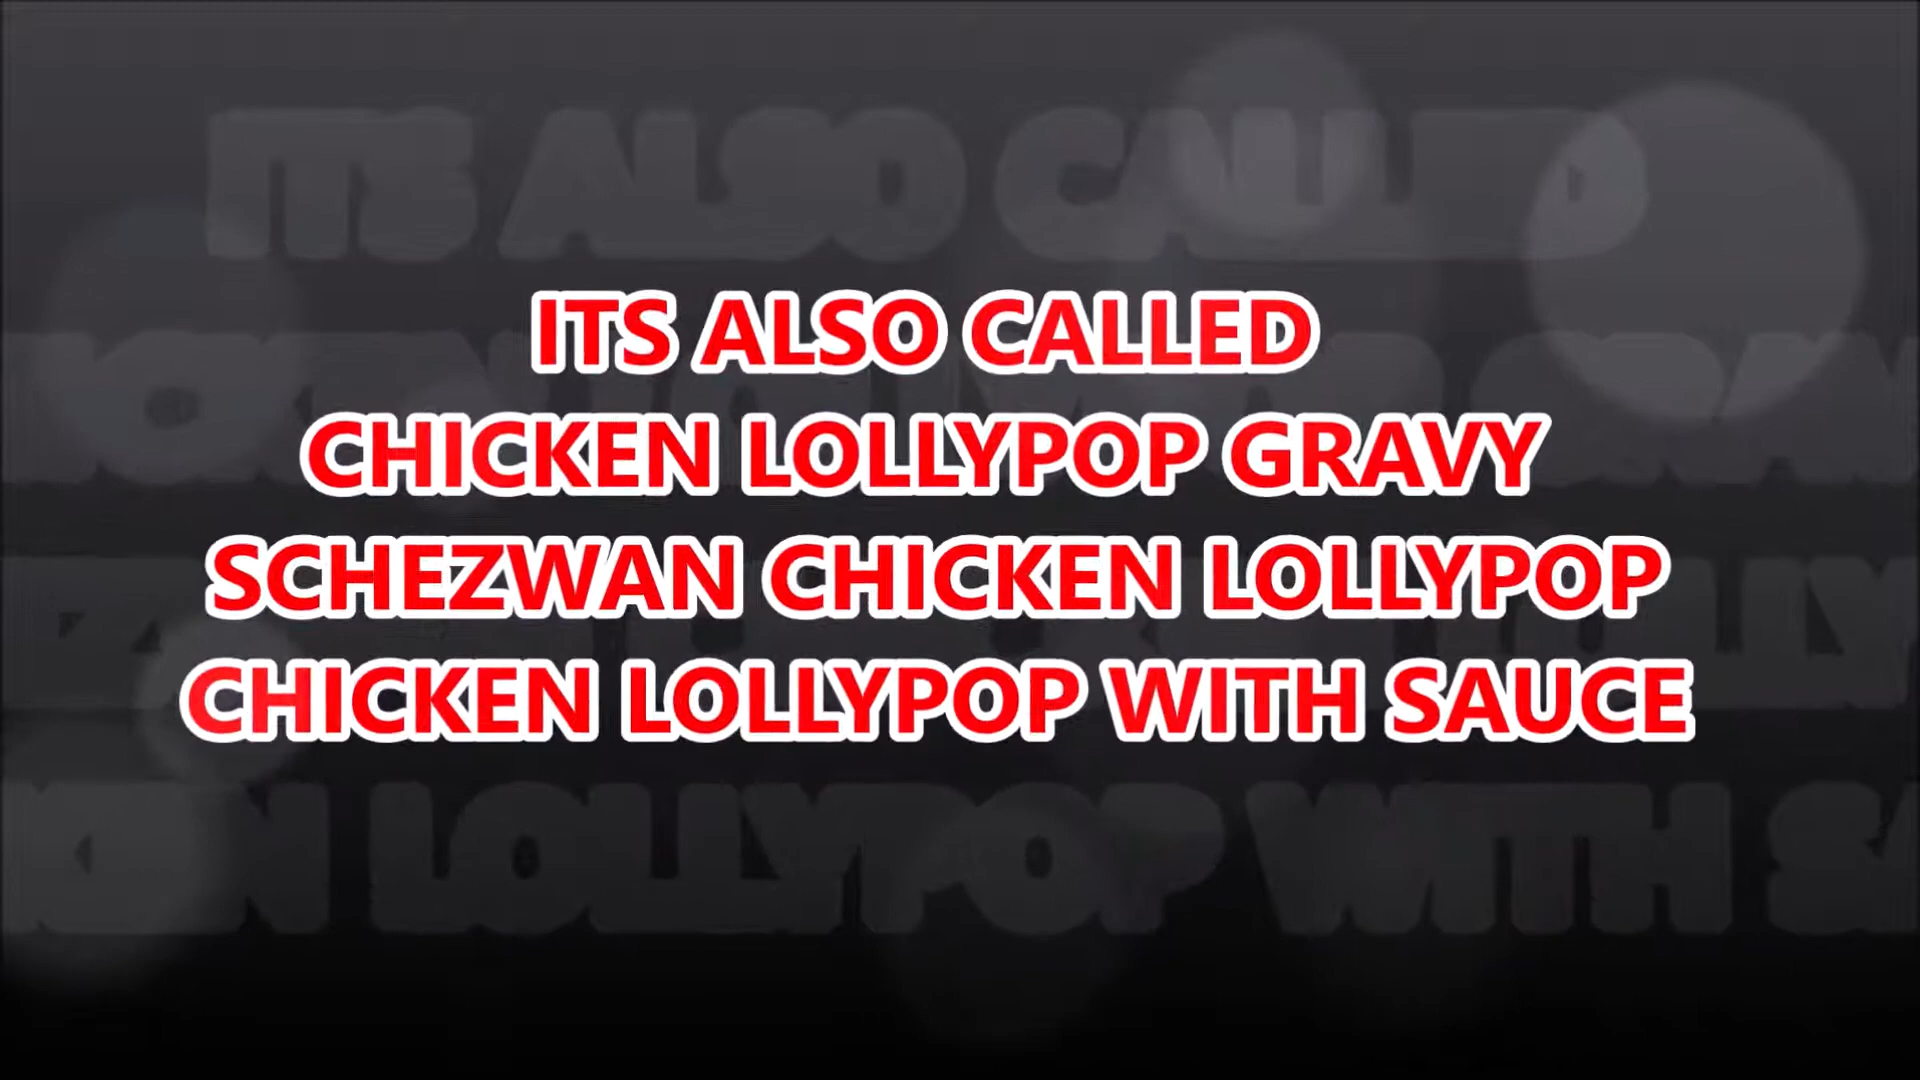 ITS ALSO CALLED
CHICKEN LOLLYPOP GRAVY
SCHEZWAN CHICKEN LOLLYPOP
CHICKEN LOLLYPOP WITH SAUCE